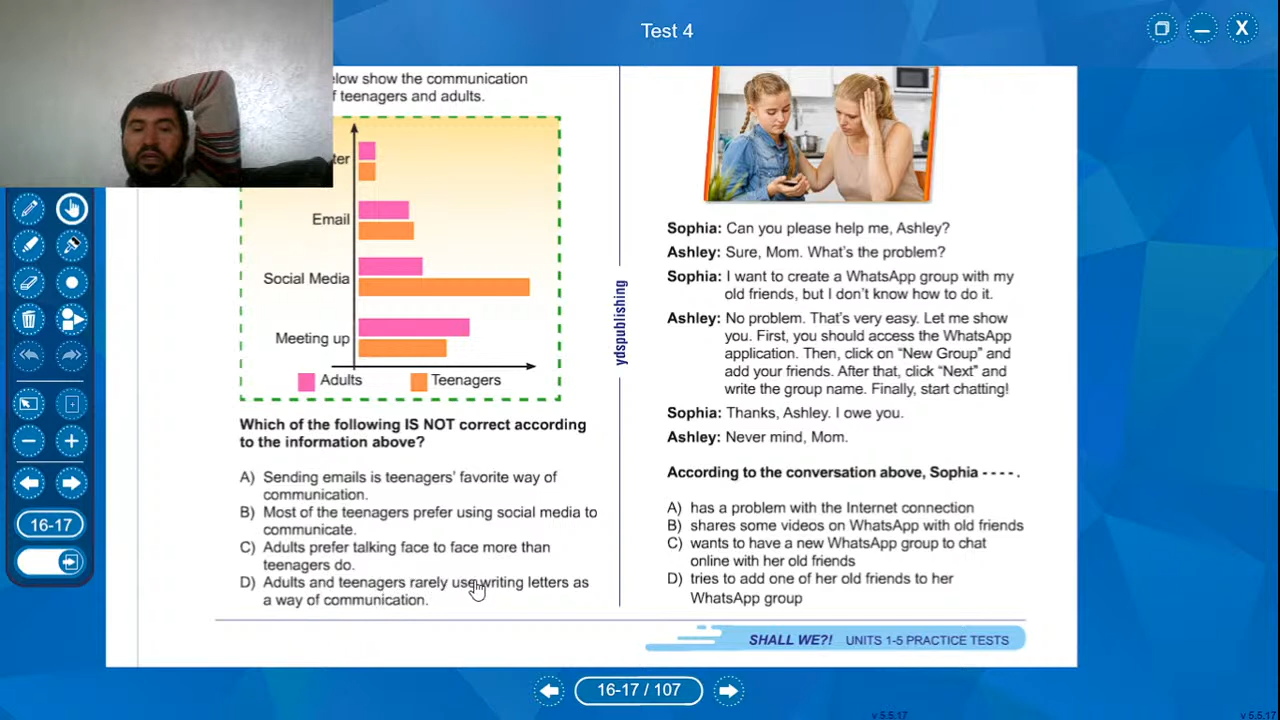 Test 4
low show the communication
f teenagers and adults.
ter
Email
Social Media
Meeting up
Adults
Teenagers
Which of the following IS NOT correct according
to the information above?
A) Sending emails is teenagers' favorite way of
communication.
B) Most of the teenagers prefer using social media to
communicate.
C) Adults prefer talking face to face more than
teenagers do.
D) Adults and teenagers rarely use writing letters as
a way of communication.
ydspublishing
Sophia: Can you please help me, Ashley?
Ashley: Sure, Mom. What's the problem?
Sophia: I want to create a WhatsApp group with my
old friends, but I don't know how to do it.
Ashley: No problem. That's very easy. Let me show
you. First, you should access the WhatsApp
application. Then, click on "New Group" and
add your friends. After that, click "Next" and
write the group name. Finally, start chatting!
Sophia: Thanks, Ashley. I owe you.
Ashley: Never mind, Mom.
According to the conversation above, Sophia - - - - .
A) has a problem with the Internet connection
B) shares some videos on WhatsApp with old friends
C) wants to have a new WhatsApp group to chat
online with her old friends
D) tries to add one of her old friends to her
WhatsApp group
SHALL WE?! UNITS 1-5 PRACTICE TESTS
16-17
16-17 / 107
v 5.5.17
v 5.5.17